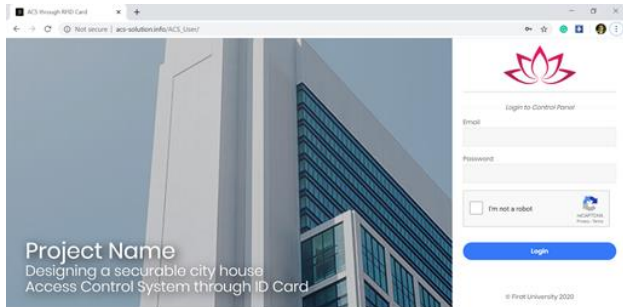 ACS through RFID Card
Not secure | acs-solution.info/ACS_User/
Login to Control Panel
Email
Password
I'm not a robot
reCAPTCHA
Privacy - Terms
Login
Project Name
Designing a securable city house
Access Control System through ID Card
© Firat University 2020